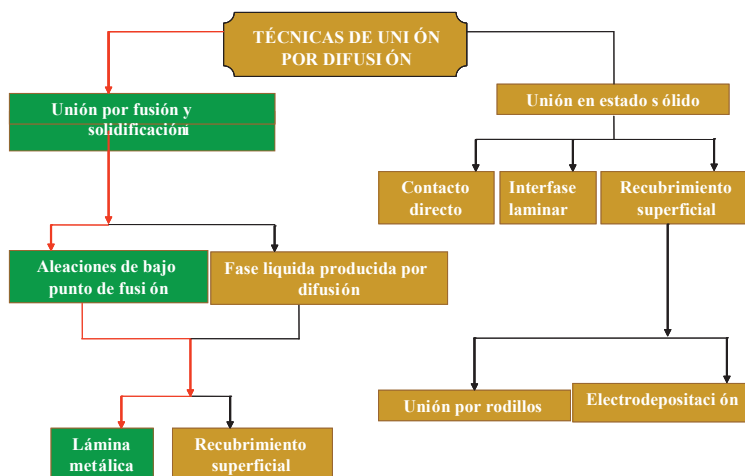 TÉCNICAS DE UNI ÓN
POR DIFUSIÓN
Unión por fusión y
solidificación
Unión en estado s ólido
Contacto
directo
Interfase
laminar
Recubrimiento
superficial
Aleaciones de bajo
punto de fusi ón
Fase liquida producida por
difusión
Unión por rodillos
Electrodepositaci ón
Lámina
metálica
Recubrimiento
superficial